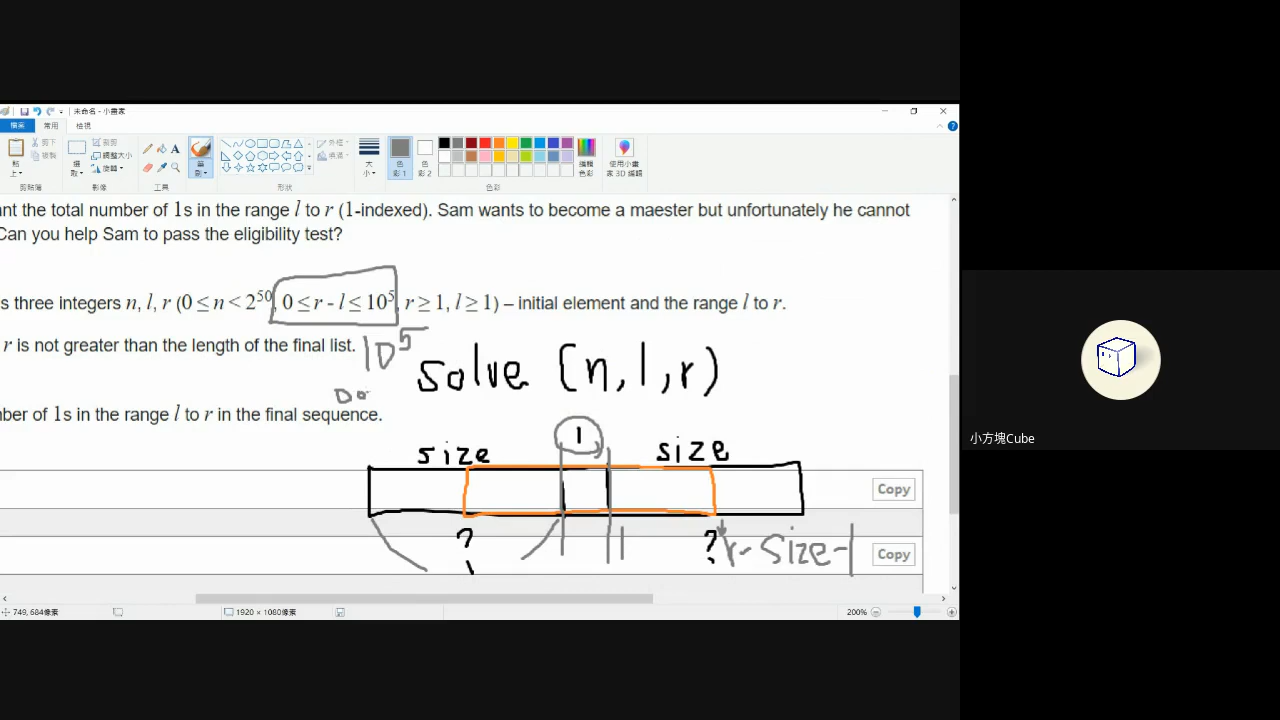 未命名 - 小畫家
檔案 常用 檢視
貼上 剪下 複製 選取 裁剪 調整大小 旋轉 A 筆刷 外框 填滿 大小 色彩 1 色彩 2 編輯色彩 使用小畫家 3D 編輯
剪貼簿 影像 工具 圖形 色彩
nt the total number of 1s in the range l to r (1-indexed). Sam wants to become a maester but unfortunately he cannot
Can you help Sam to pass the eligibility test?
s three integers n, l, r (0 ≤ n < 2^50, 0 ≤ r - l ≤ 10^5, r ≥ 1, l ≥ 1) – initial element and the range l to r.
r is not greater than the length of the final list.
10^5
solve (n, l, r)
mber of 1s in the range l to r in the final sequence.
小方塊Cube
size 1 size
Copy
? ? r-size-1
Copy
749, 684像素 1920 × 1080像素 200%